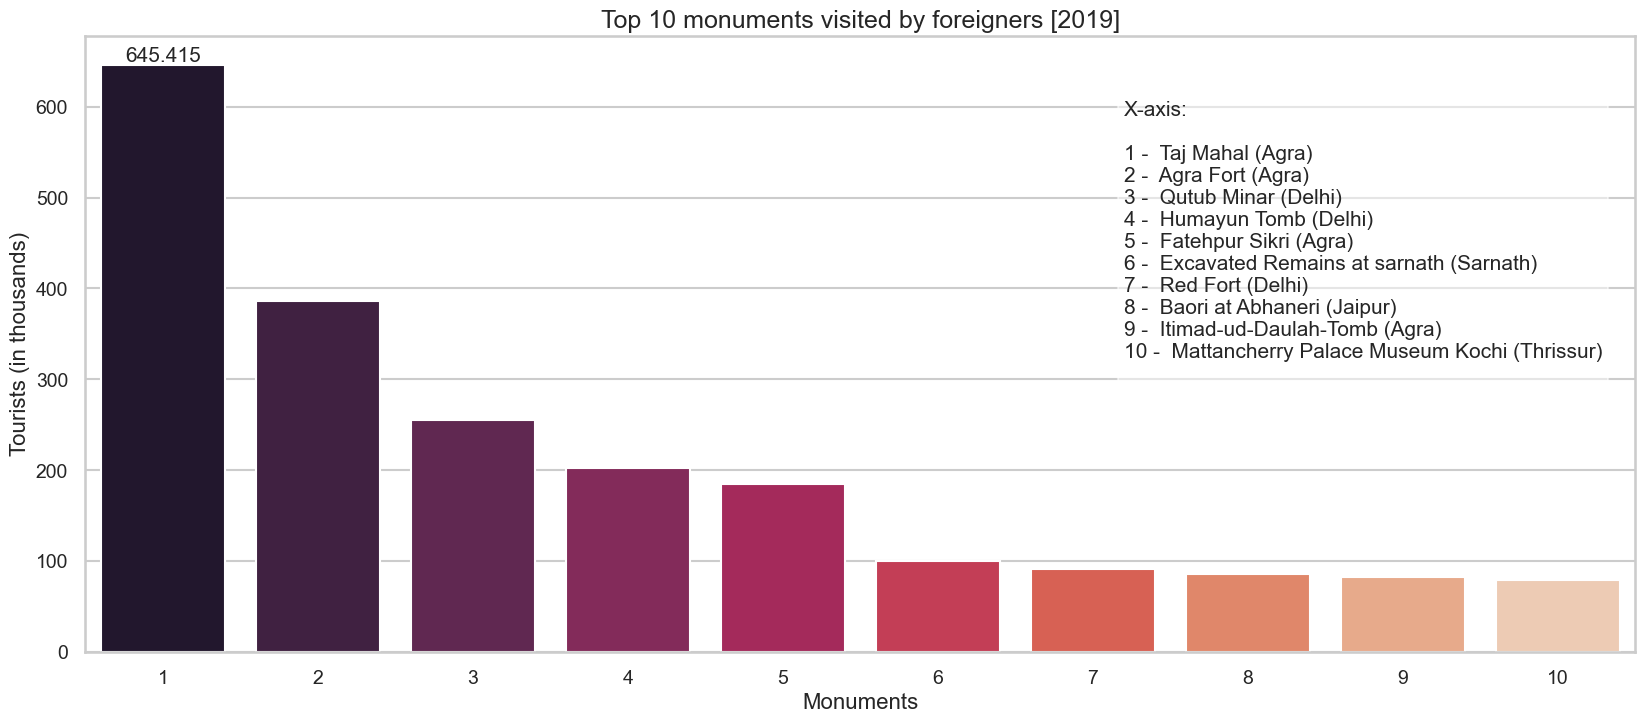 Top 10 monuments visited by foreigners [2019]
645.415
600
500
400
300
200
100
0
Tourists (in thousands)
X-axis:
1 -  Taj Mahal (Agra)
2 -  Agra Fort (Agra)
3 -  Qutub Minar (Delhi)
4 -  Humayun Tomb (Delhi)
5 -  Fatehpur Sikri (Agra)
6 -  Excavated Remains at sarnath (Sarnath)
7 -  Red Fort (Delhi)
8 -  Baori at Abhaneri (Jaipur)
9 -  Itimad-ud-Daulah-Tomb (Agra)
10 -  Mattancherry Palace Museum Kochi (Thrissur)
1 2 3 4 5 6 7 8 9 10
Monuments